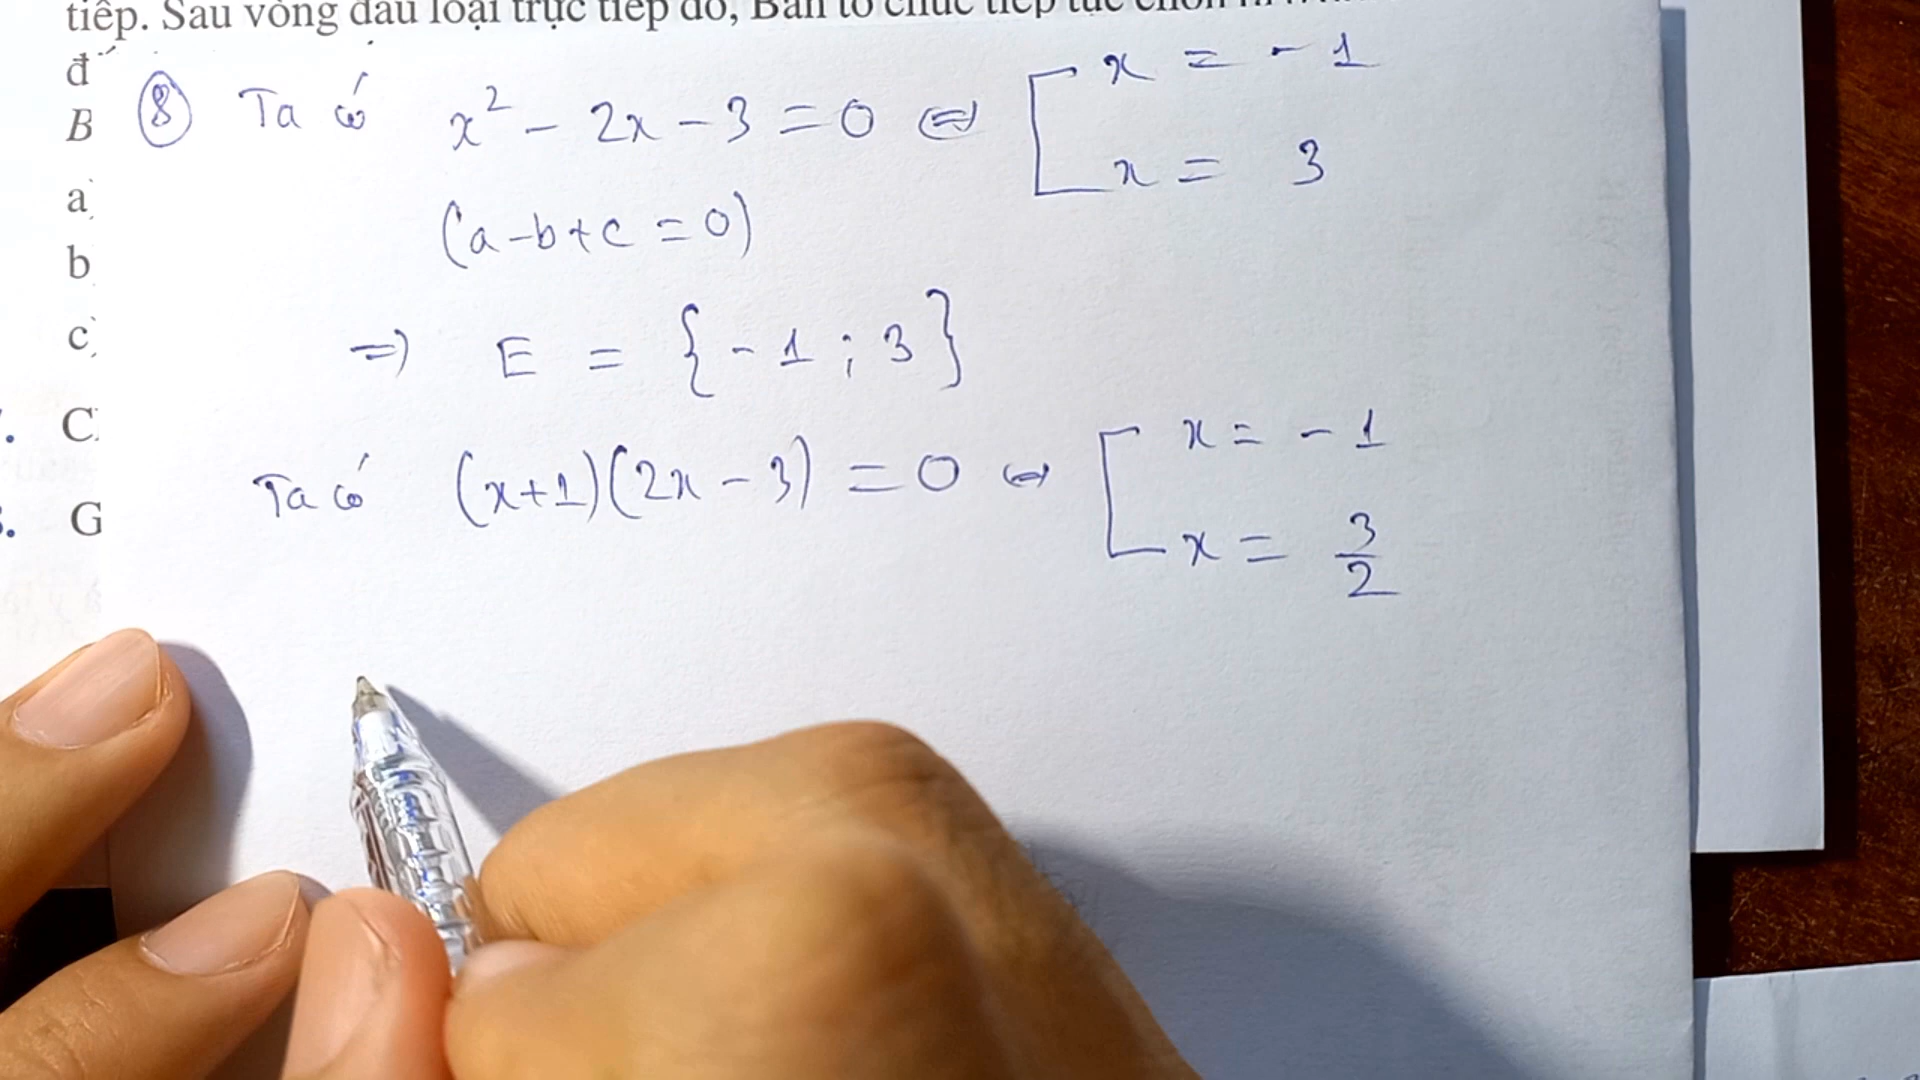 tiếp. Sau vòng đấu loại trực tiếp đó, Ban tổ chức tiếp tục chọn
đ
B ⑧ Ta có x² - 2x - 3 = 0 ⇔ [ x = - 1
x = 3
a
(a-b+c = 0)
b
c, ⇒ E = {- 1 ; 3}
. C
Ta có (x+1)(2x - 3) = 0 ⇔ [ x = - 1
x = 3/2
. G